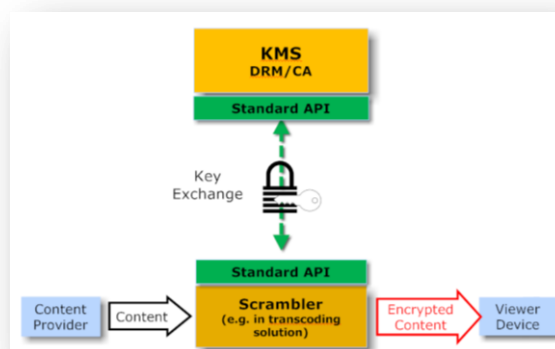 KMS
DRM/CA
Standard API
Key
Exchange
Standard API
Content
Provider
Content
Scrambler
(e.g. in transcoding
solution)
Encrypted
Content
Viewer
Device